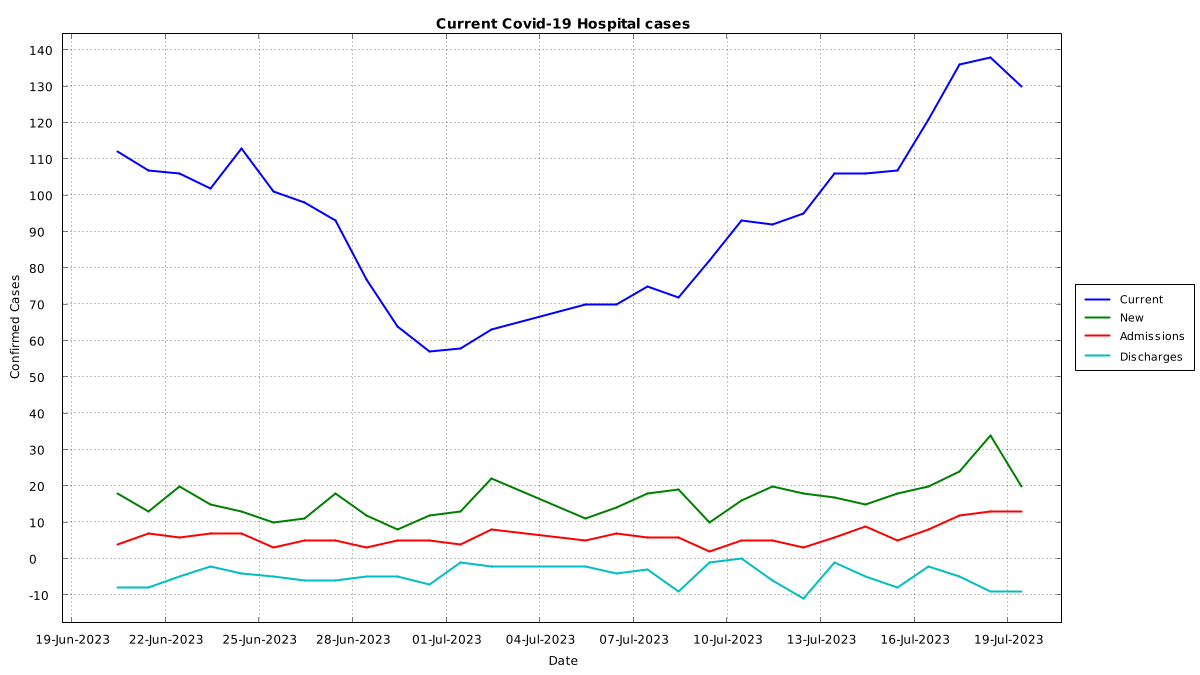 Current Covid-19 Hospital cases
140
130
120
110
100
90
80
70
60
50
40
30
20
10
0
-10
Confirmed Cases
19-Jun-2023 22-Jun-2023 25-Jun-2023 28-Jun-2023 01-Jul-2023 04-Jul-2023 07-Jul-2023 10-Jul-2023 13-Jul-2023 16-Jul-2023 19-Jul-2023
Date
Current
New
Admissions
Discharges